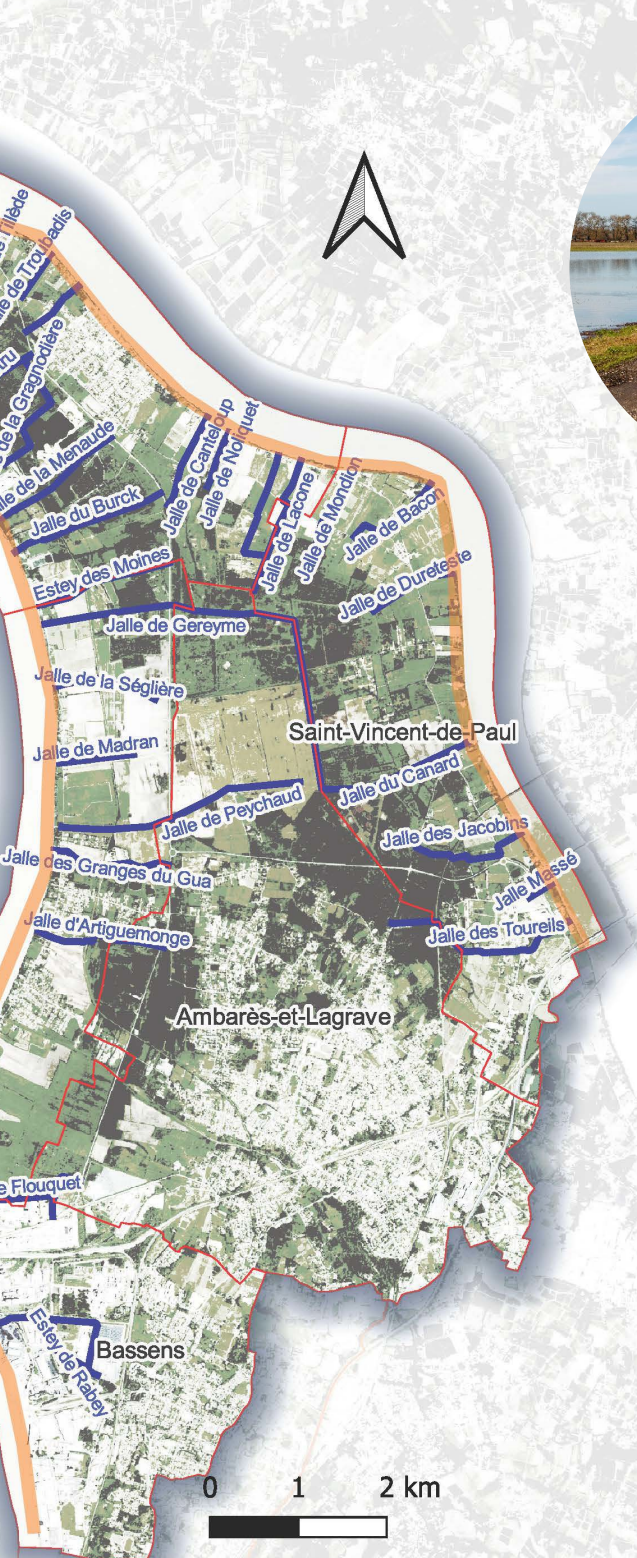 Jalle de Troubadis
de la Gragnodière
de la Menaude
Jalle du Burck
Jalle de Canteloup
Jalle de Noliquet
Jalle de Lacone
Jalle de Mondion
Jalle de Bacon
Estey des Moines
Jalle de Dureteste
Jalle de Gereyme
Jalle de la Séglière
Saint-Vincent-de-Paul
Jalle de Madran
Jalle du Canard
Jalle de Peychaud
Jalle des Jacobins
Jalle des Granges du Gua
Jalle Massé
Jalle d'Artiguemonge
Jalle des Toureils
Ambarès-et-Lagrave
Flouquet
Estey de Rabey
Bassens
0 1 2 km